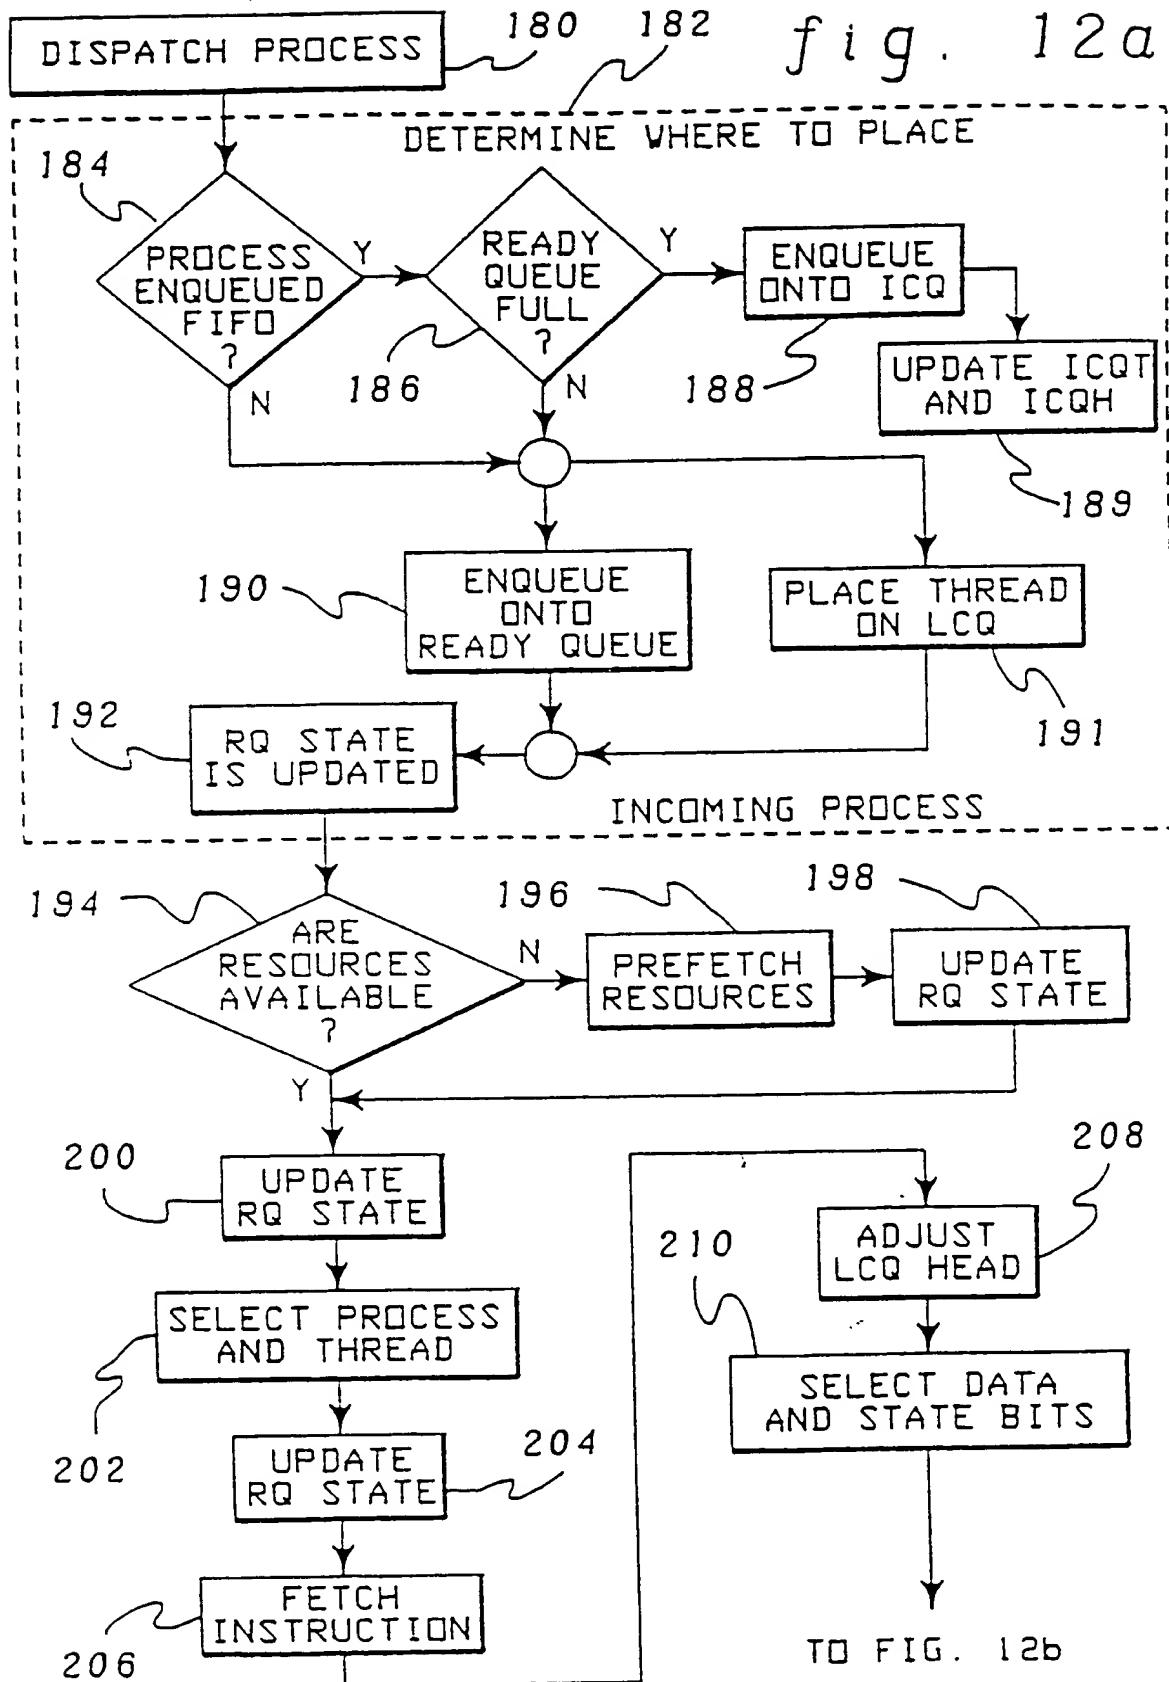 fig. 12a
DISPATCH PROCESS
180
182
DETERMINE WHERE TO PLACE
184
PROCESS
ENQUEUED
FIFO
?
Y
N
READY
QUEUE
FULL
?
Y
N
186
ENQUEUE
ONTO ICQ
188
UPDATE ICQT
AND ICQH
189
190
ENQUEUE
ONTO
READY QUEUE
PLACE THREAD
ON LCQ
191
192
RQ STATE
IS UPDATED
INCOMING PROCESS
194
ARE
RESOURCES
AVAILABLE
?
N
Y
196
PREFETCH
RESOURCES
198
UPDATE
RQ STATE
200
UPDATE
RQ STATE
SELECT PROCESS
AND THREAD
202
UPDATE
RQ STATE
204
FETCH
INSTRUCTION
206
208
ADJUST
LCQ HEAD
210
SELECT DATA
AND STATE BITS
TO FIG. 12b